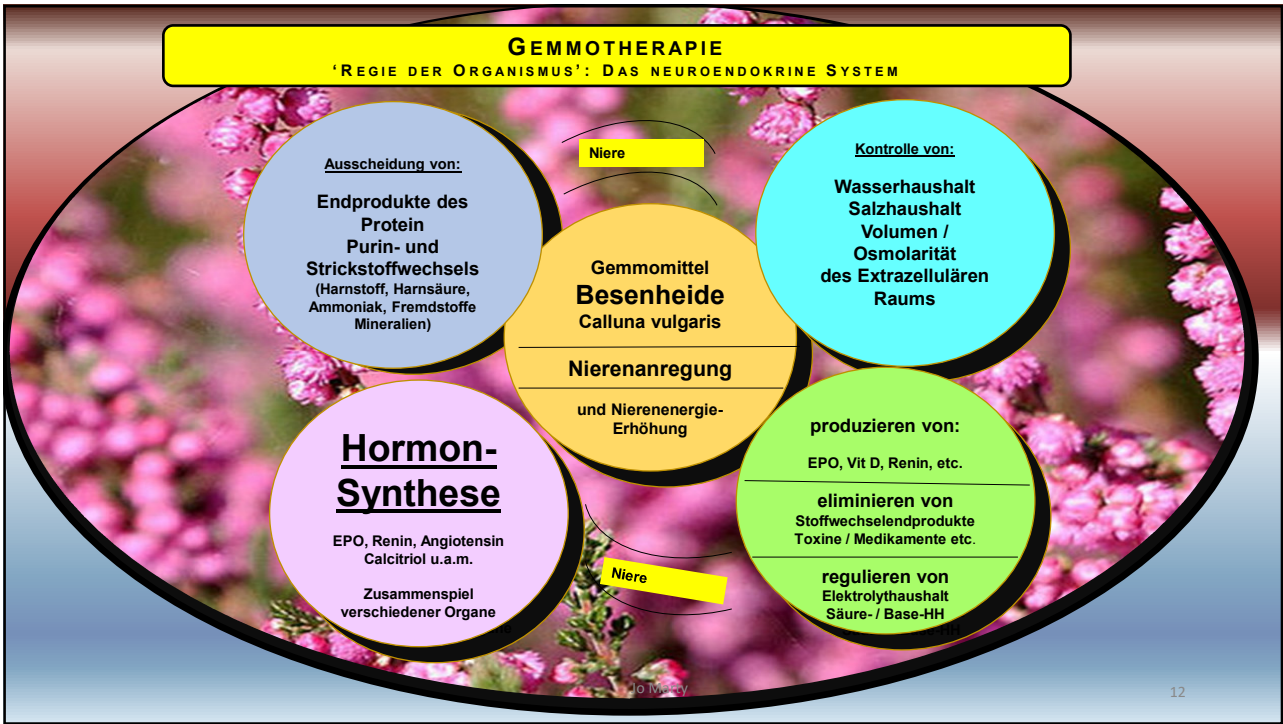 GEMMOTHERAPIE
‘REGIE DER ORGANISMUS’: DAS NEUROENDOKRINE SYSTEM
Ausscheidung von:
Endprodukte des
Protein
Purin- und
Strickstoffwechsels
(Harnstoff, Harnsäure,
Ammoniak, Fremdstoffe
Mineralien)
Niere
Kontrolle von:
Wasserhaushalt
Salzhaushalt
Volumen /
Osmolarität
des Extrazellulären
Raums
Gemmomittel
Besenheide
Calluna vulgaris
Nierenanregung
und Nierenenergie-
Erhöhung
Hormon-
Synthese
EPO, Renin, Angiotensin
Calcitriol u.a.m.
Zusammenspiel
verschiedener Organe
Niere
produzieren von:
EPO, Vit D, Renin, etc.
eliminieren von
Stoffwechselendprodukte
Toxine / Medikamente etc.
regulieren von
Elektrolythaushalt
Säure- / Base-HH
Jo Marty
12